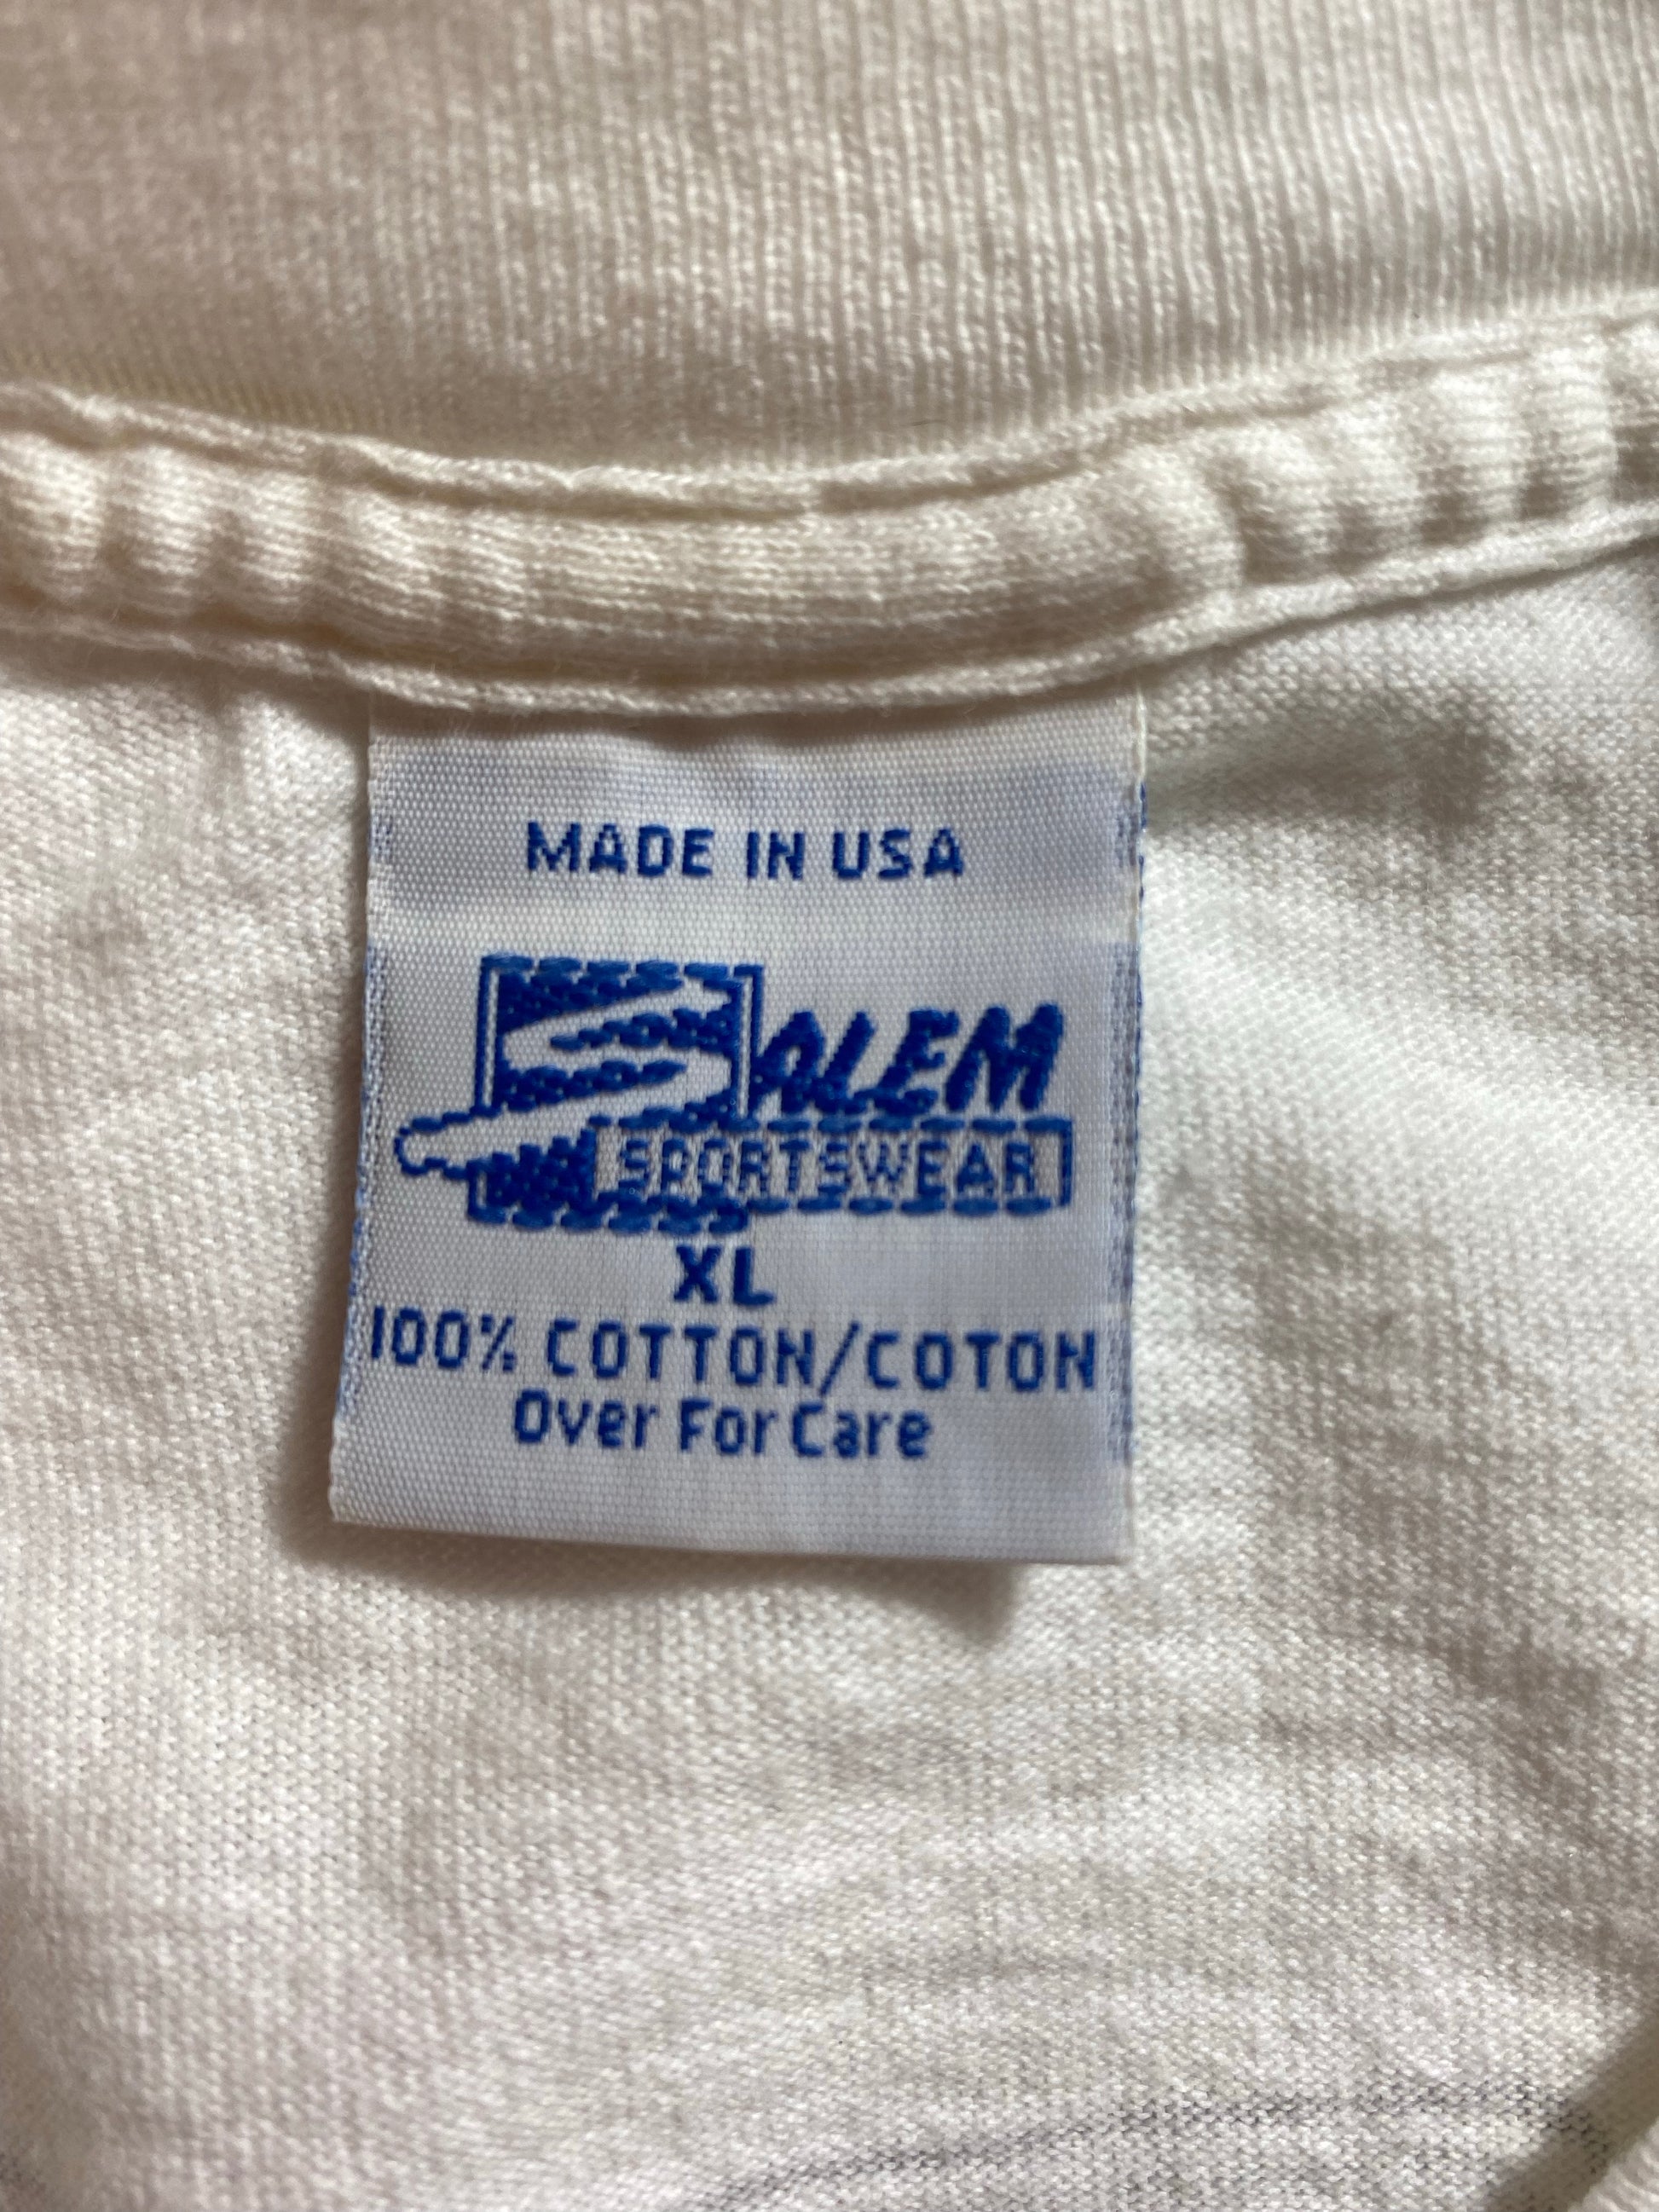 MADE IN USA
SALEM
SPORTSWEAR
XL
100% COTTON/COTON
Over For Care